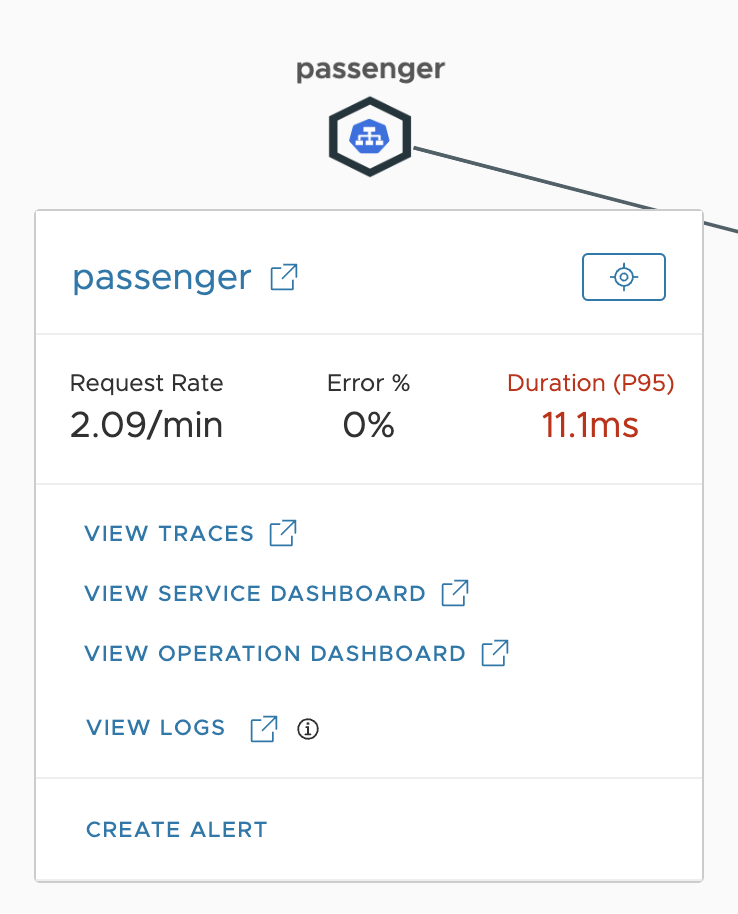 passenger
passenger
Request Rate Error % Duration (P95)
2.09/min 0% 11.1ms
VIEW TRACES
VIEW SERVICE DASHBOARD
VIEW OPERATION DASHBOARD
VIEW LOGS
CREATE ALERT